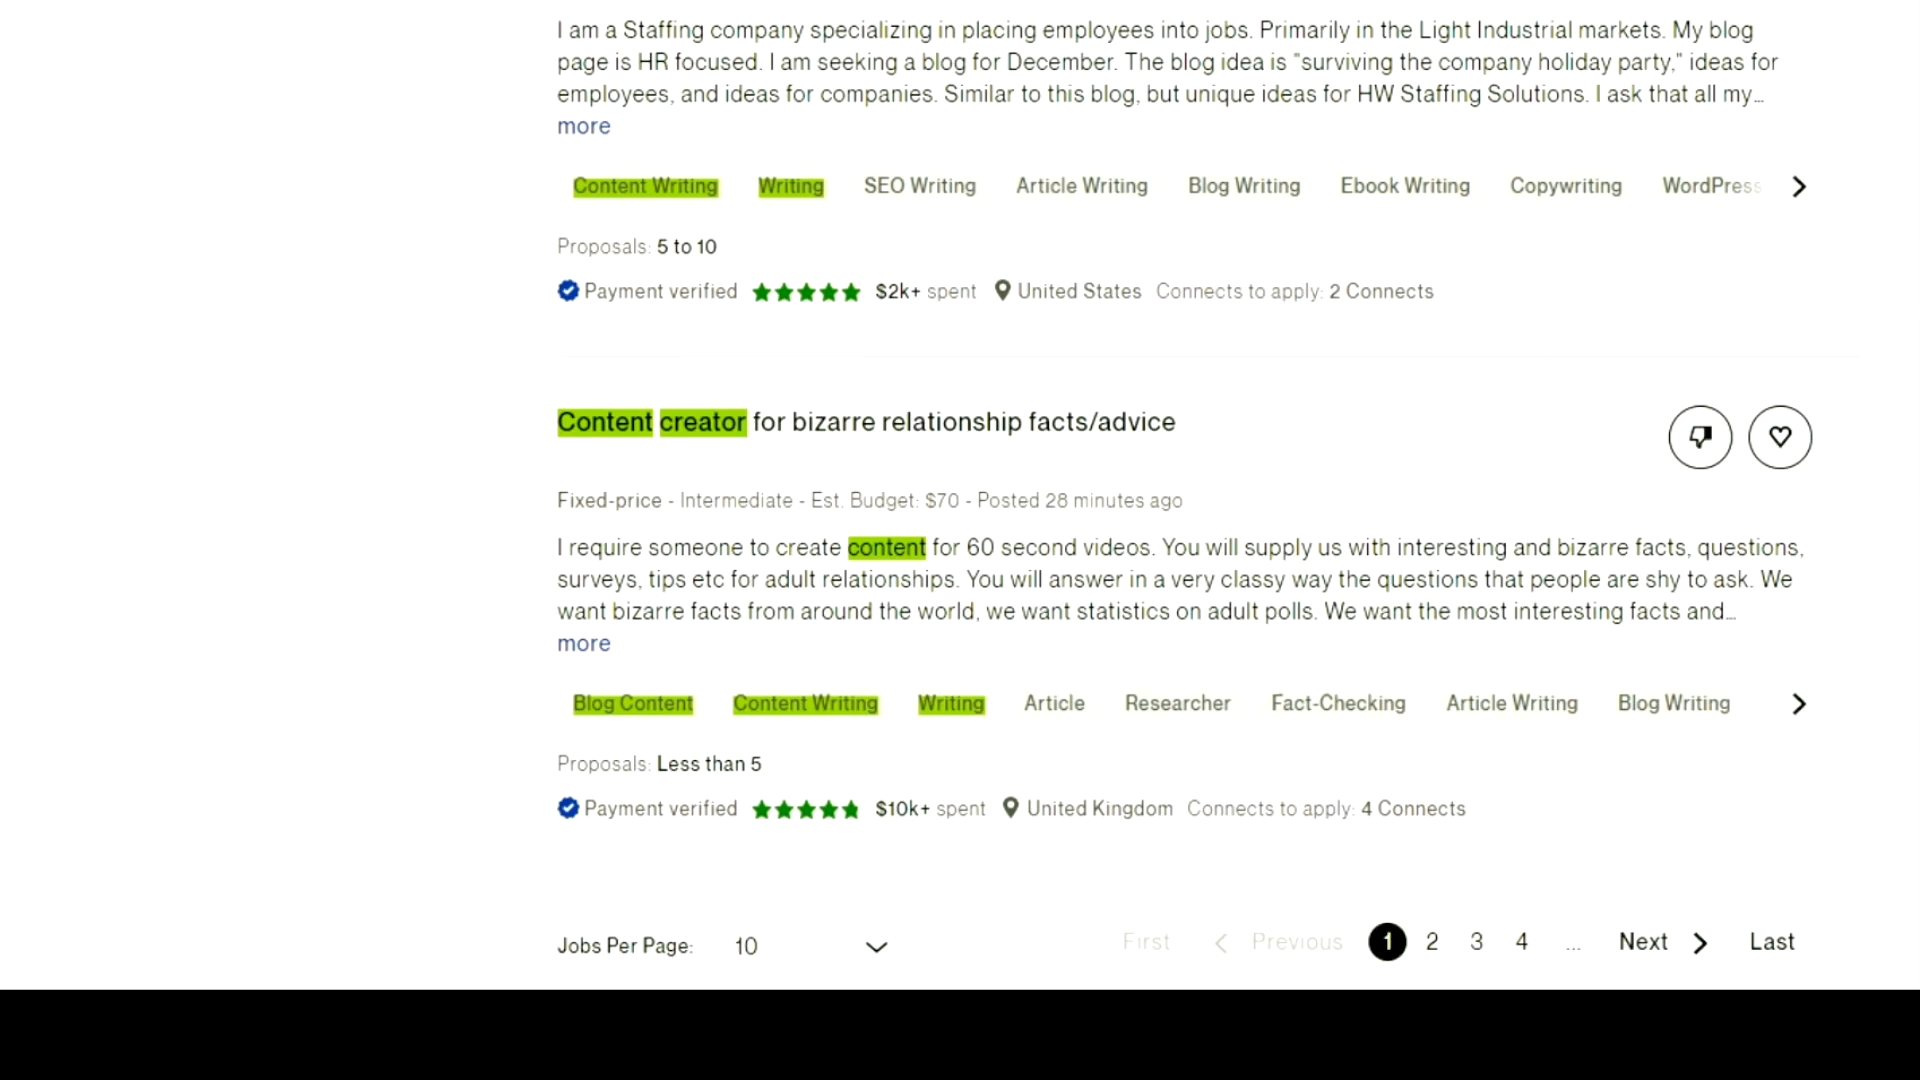 I am a Staffing company specializing in placing employees into jobs. Primarily in the Light Industrial markets. My blog
page is HR focused. I am seeking a blog for December. The blog idea is "surviving the company holiday party," ideas for
employees, and ideas for companies. Similar to this blog, but unique ideas for HW Staffing Solutions. I ask that all my...
more
Content Writing Writing SEO Writing Article Writing Blog Writing Ebook Writing Copywriting WordPress
Proposals: 5 to 10
Payment verified $2k+ spent United States Connects to apply: 2 Connects
Content creator for bizarre relationship facts/advice
Fixed-price - Intermediate - Est. Budget: $70 - Posted 28 minutes ago
I require someone to create content for 60 second videos. You will supply us with interesting and bizarre facts, questions,
surveys, tips etc for adult relationships. You will answer in a very classy way the questions that people are shy to ask. We
want bizarre facts from around the world, we want statistics on adult polls. We want the most interesting facts and...
more
Blog Content Content Writing Writing Article Researcher Fact-Checking Article Writing Blog Writing
Proposals: Less than 5
Payment verified $10k+ spent United Kingdom Connects to apply: 4 Connects
Jobs Per Page: 10 First Previous 1 2 3 4 ... Next Last